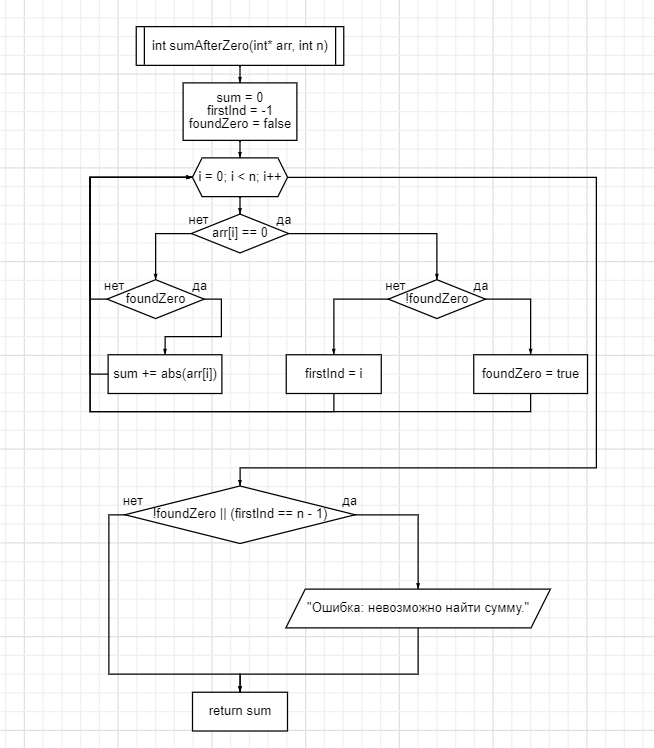 int sumAfterZero(int* arr, int n)
sum = 0
firstInd = -1
foundZero = false
i = 0; i < n; i++
нет
да
arr[i] == 0
нет
да
foundZero
нет
да
!foundZero
sum += abs(arr[i])
firstInd = i
foundZero = true
нет
да
!foundZero || (firstInd == n - 1)
"Ошибка: невозможно найти сумму."
return sum